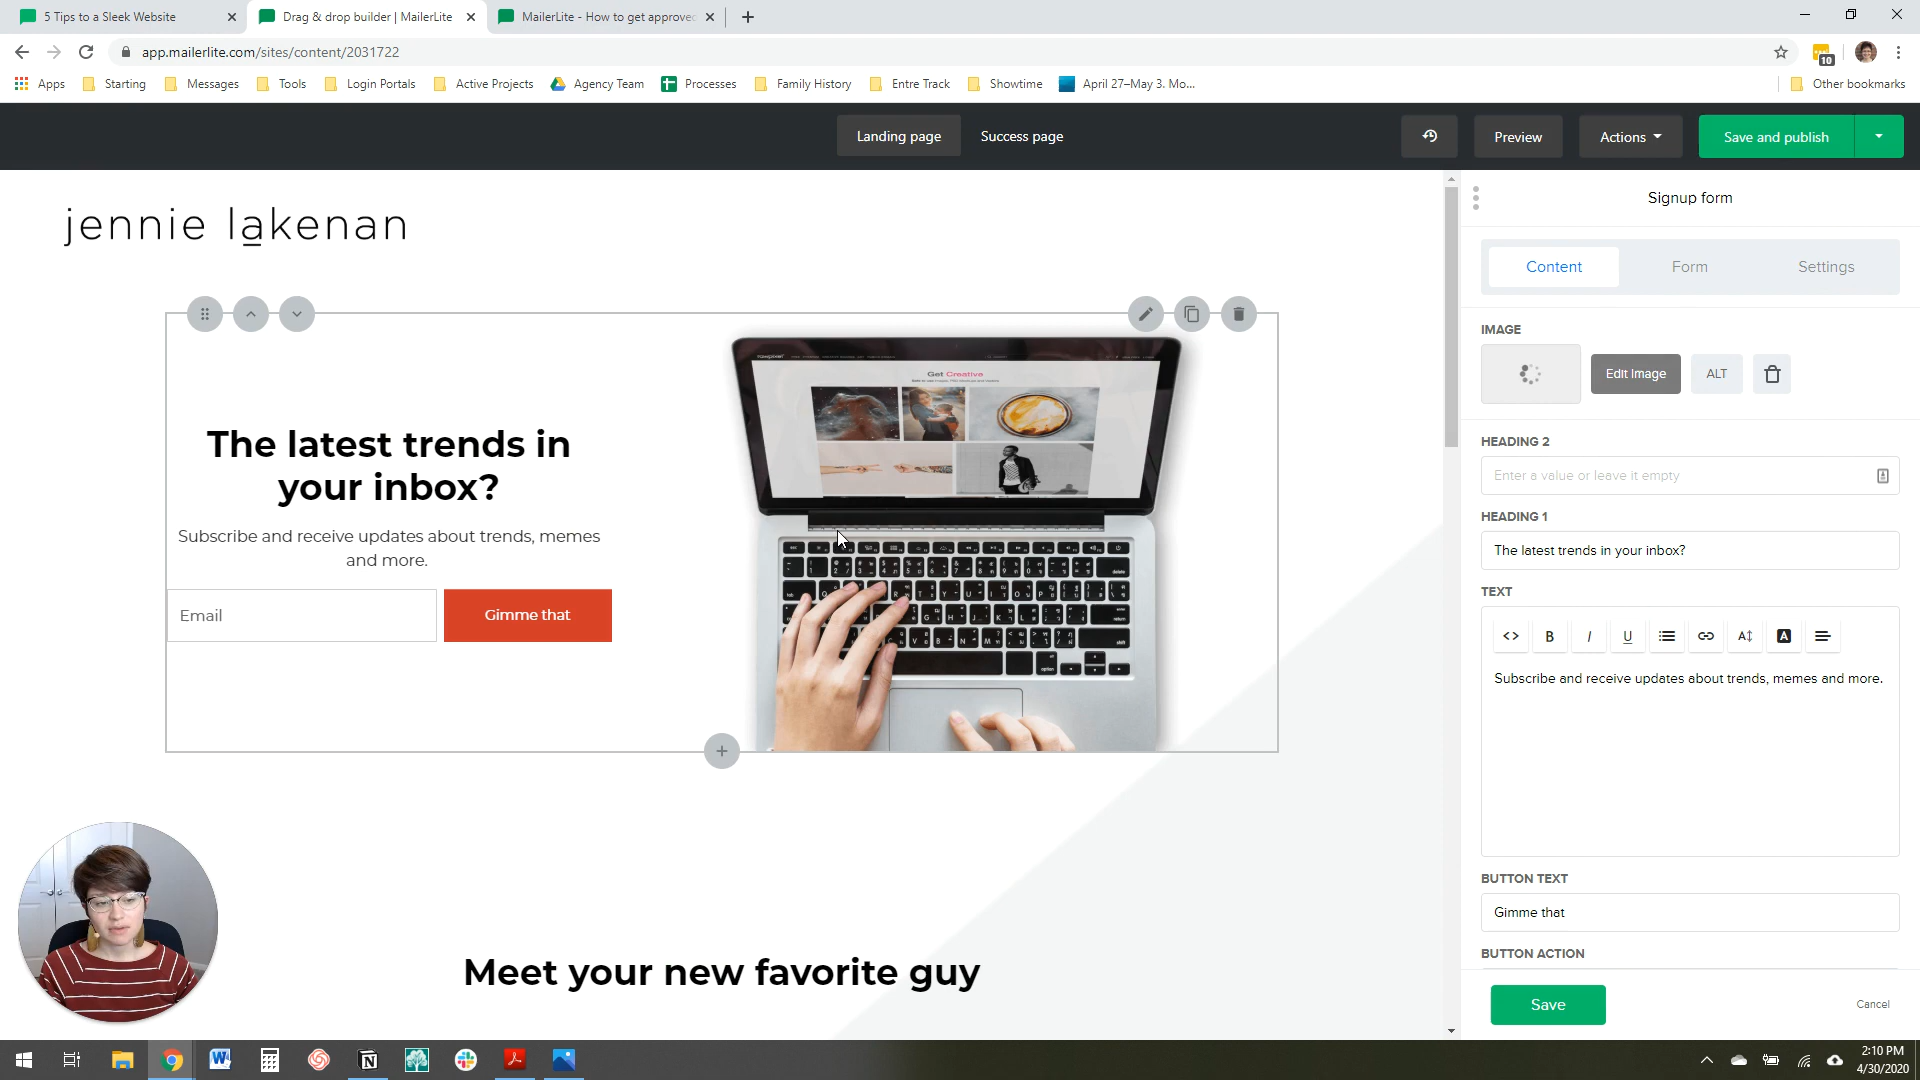 5 Tips to a Sleek Website
Drag & drop builder | MailerLite
MailerLite - How to get approved
app.mailerlite.com/sites/content/2031722
10
Apps
Starting
Messages
Tools
Login Portals
Active Projects
Agency Team
Processes
Family History
Entre Track
Showtime
April 27–May 3. Mo...
Other bookmarks
Landing page
Success page
Preview
Actions
Save and publish
jennie lakenan
Signup form
Content
Form
Settings
IMAGE
Edit Image
ALT
Get Creative
The latest trends in
your inbox?
Subscribe and receive updates about trends, memes
and more.
Email
Gimme that
HEADING 2
Enter a value or leave it empty
HEADING 1
The latest trends in your inbox?
TEXT
Subscribe and receive updates about trends, memes and more.
BUTTON TEXT
Gimme that
BUTTON ACTION
Meet your new favorite guy
Save
Cancel
2:10 PM
4/30/2020